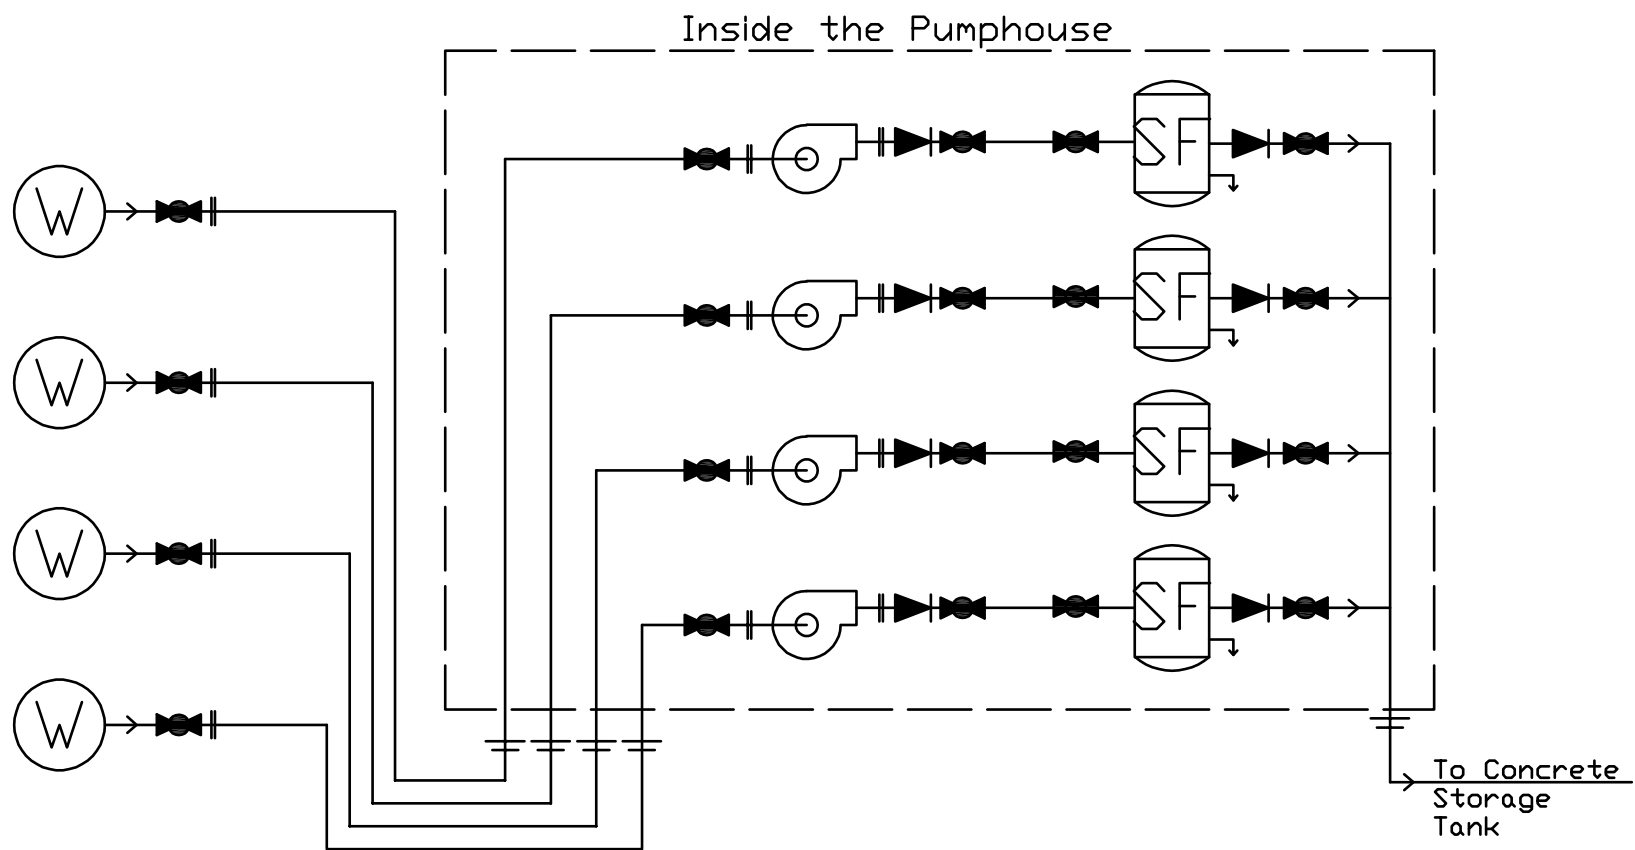 Inside the Pumphouse
W
SF
W
SF
W
SF
W
SF
To Concrete
Storage
Tank